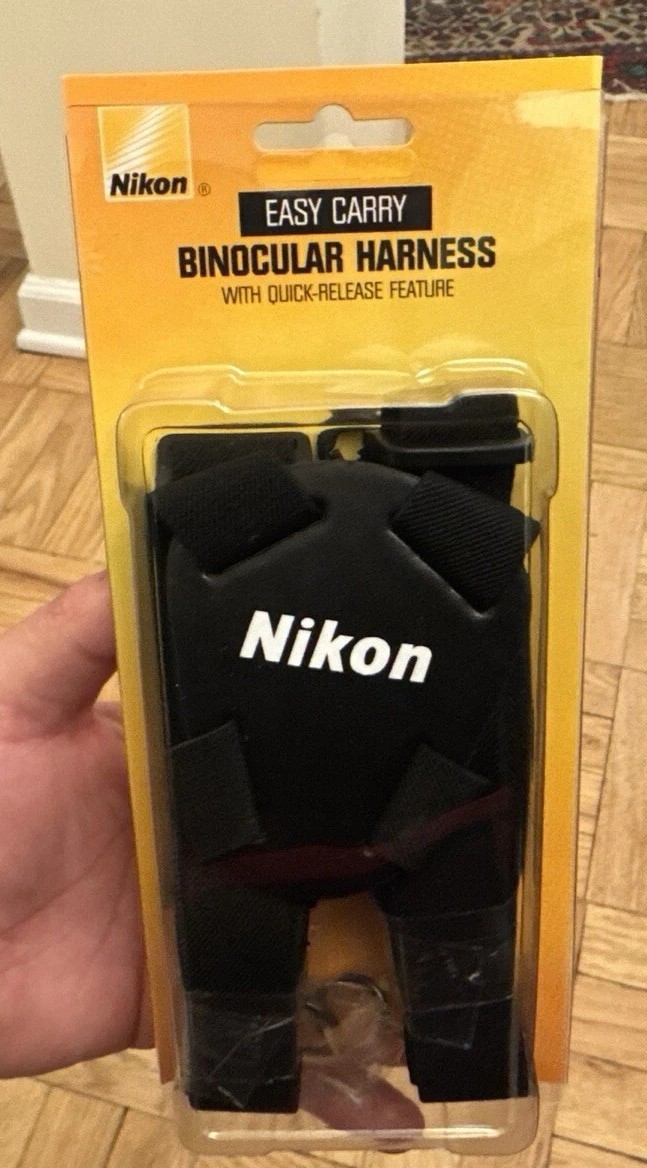 Nikon ®
EASY CARRY
BINOCULAR HARNESS
WITH QUICK-RELEASE FEATURE
Nikon